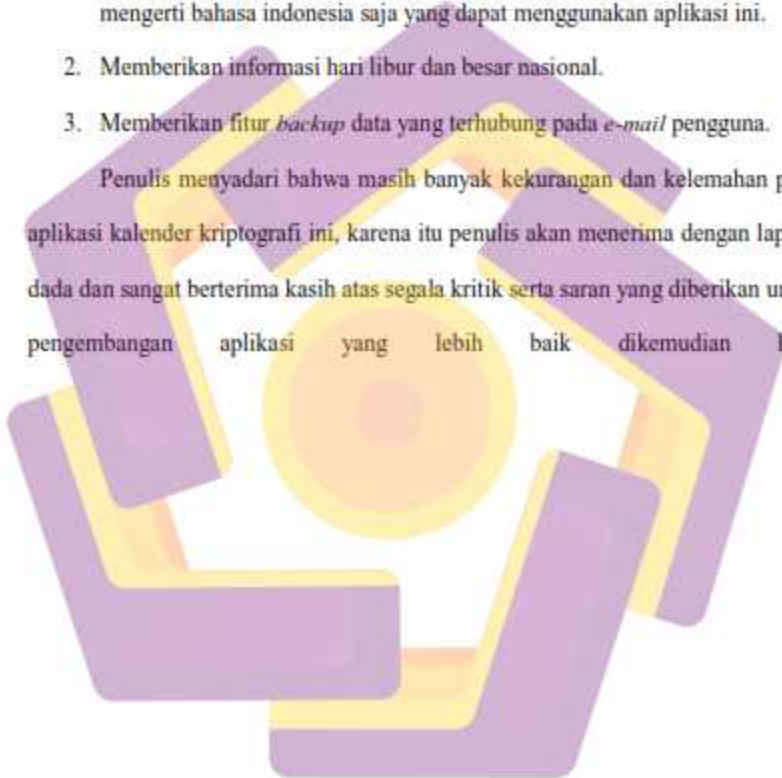 mengerti bahasa indonesia saja yang dapat menggunakan aplikasi ini.
2. Memberikan informasi hari libur dan besar nasional.
3. Memberikan fitur backup data yang terhubung pada e-mail pengguna.
Penulis menyadari bahwa masih banyak kekurangan dan kelemahan
aplikasi kalender kriptografi ini, karena itu penulis akan menerima dengan
dada dan sangat berterima kasih atas segala kritik serta saran yang diberikan
pengembangan aplikasi yang lebih baik dikemudian